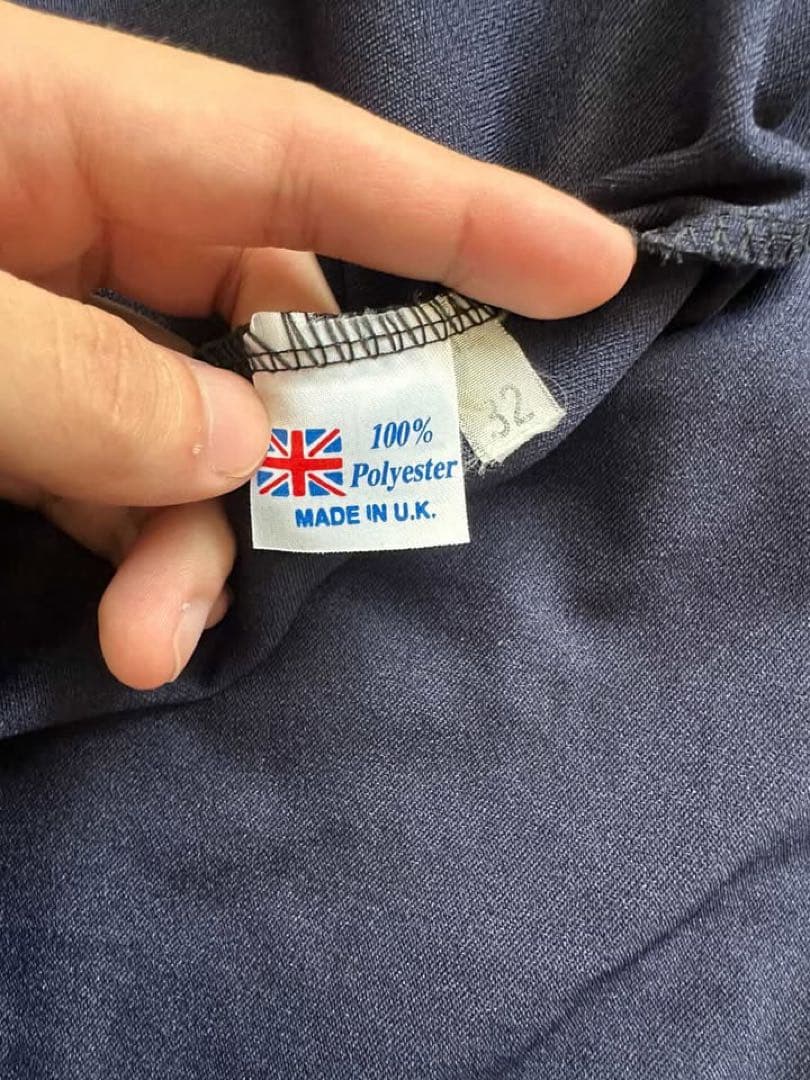 100%
Polyester
MADE IN U.K.
32